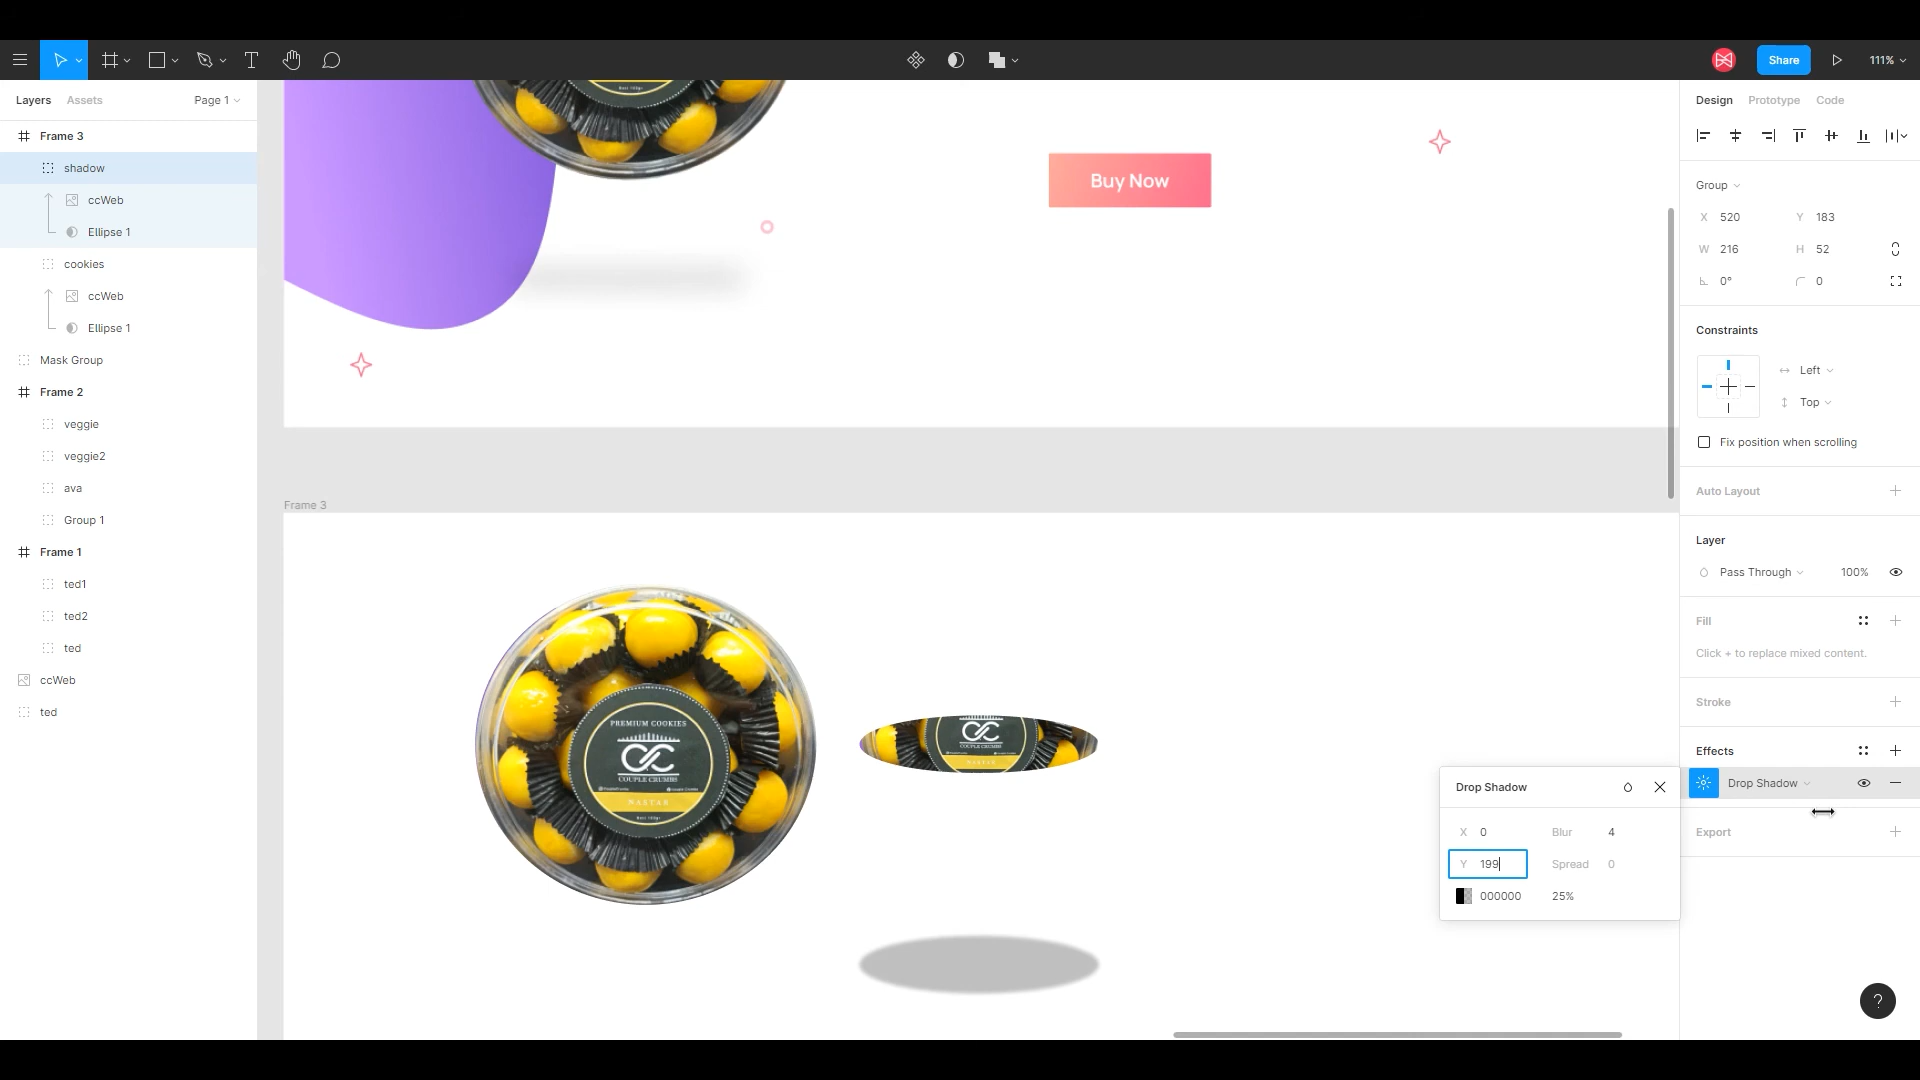 Share
111%
Layers
Assets
Page 1
Design
Prototype
Code
Frame 3
shadow
ccWeb
Ellipse 1
cookies
ccWeb
Ellipse 1
Mask Group
Frame 2
veggie
veggie2
ava
Group 1
Frame 1
ted1
ted2
ted
ccWeb
ted
Buy Now
Frame 3
PREMIUM COOKIES
COUPLE CRUMBS
NASTAR
NASTAR
Group
X 520
Y 183
W 216
H 52
0°
0
Constraints
Left
Top
Fix position when scrolling
Auto Layout
Layer
Pass Through
100%
Fill
Click + to replace mixed content.
Stroke
Effects
Drop Shadow
Export
Drop Shadow
X 0
Blur 4
Y 199
Spread 0
000000
25%
?